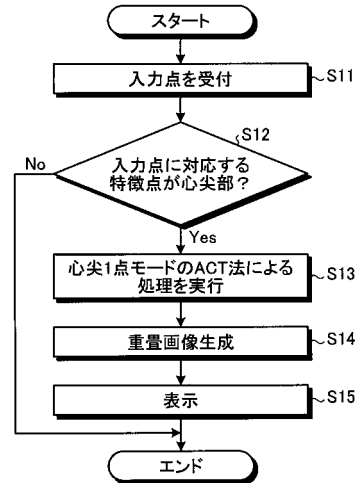 スタート
入力点を受付
S11
S12
入力点に対応する
特徴点が心尖部？
No
Yes
心尖1点モードのACT法による
処理を実行
S13
重畳画像生成
S14
表示
S15
エンド